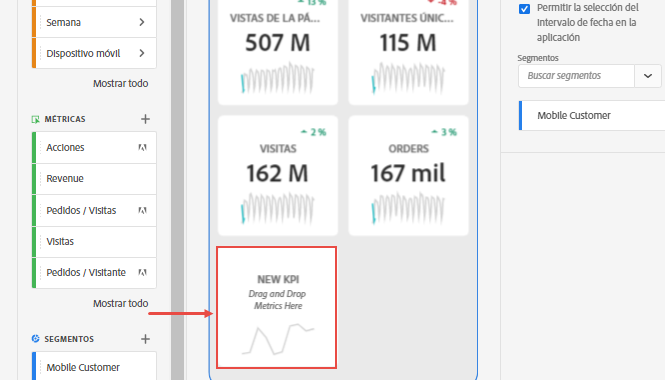 Semana
Dispositivo móvil
Mostrar todo
MÉTRICAS
Acciones
Revenue
Pedidos / Visitas
Visitas
Pedidos / Visitante
Mostrar todo
SEGMENTOS
Mobile Customer
13 %
VISTAS DE LA PÁ...
507 M
-4 %
VISITANTES ÚNIC...
115 M
2 %
VISITAS
162 M
3 %
ORDERS
167 mil
NEW KPI
Drag and Drop
Metrics Here
Permitir la selección del
intervalo de fecha en la
aplicación
Segmentos
Buscar segmentos
Mobile Customer